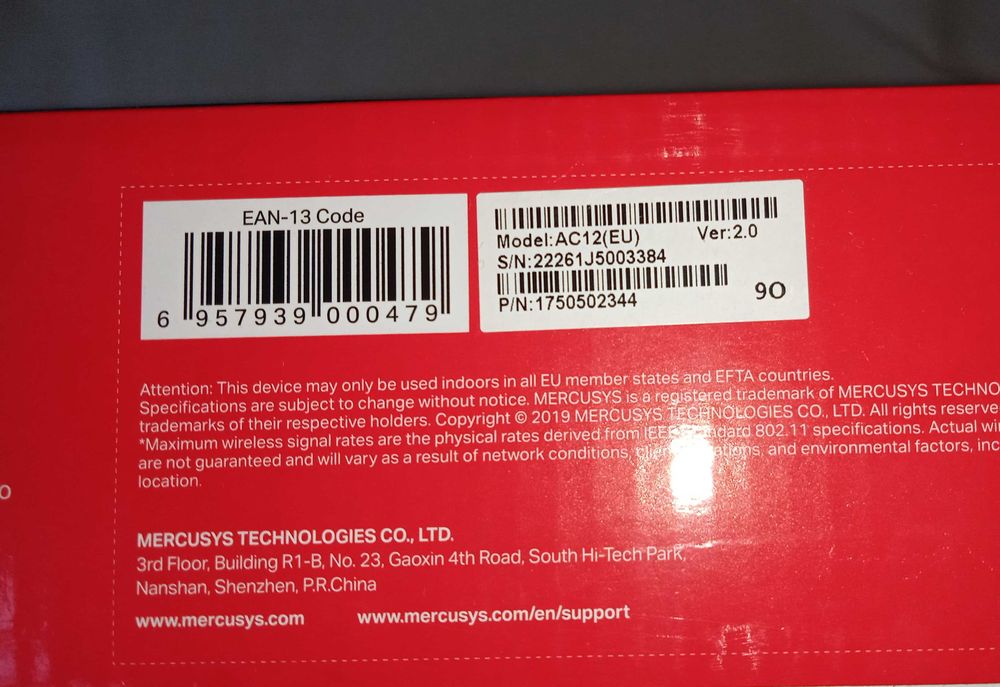 EAN-13 Code
6 957939 000479
Model:AC12(EU) Ver:2.0
S/N:22261J5003384
P/N:1750502344
90
Attention: This device may only be used indoors in all EU member states and EFTA countries.
Specifications are subject to change without notice. MERCUSYS is a registered trademark of MERCUSYS TECHNO
trademarks of their respective holders. Copyright © 2019 MERCUSYS TECHNOLOGIES CO., LTD. All rights reserve
*Maximum wireless signal rates are the physical rates derived from IEEE Standard 802.11 specifications. Actual wi
are not guaranteed and will vary as a result of network conditions, and environmental factors, inc
location.
o
MERCUSYS TECHNOLOGIES CO., LTD.
3rd Floor, Building R1-B, No. 23, Gaoxin 4th Road, South Hi-Tech Park,
Nanshan, Shenzhen, P.R.China
www.mercusys.com www.mercusys.com/en/support